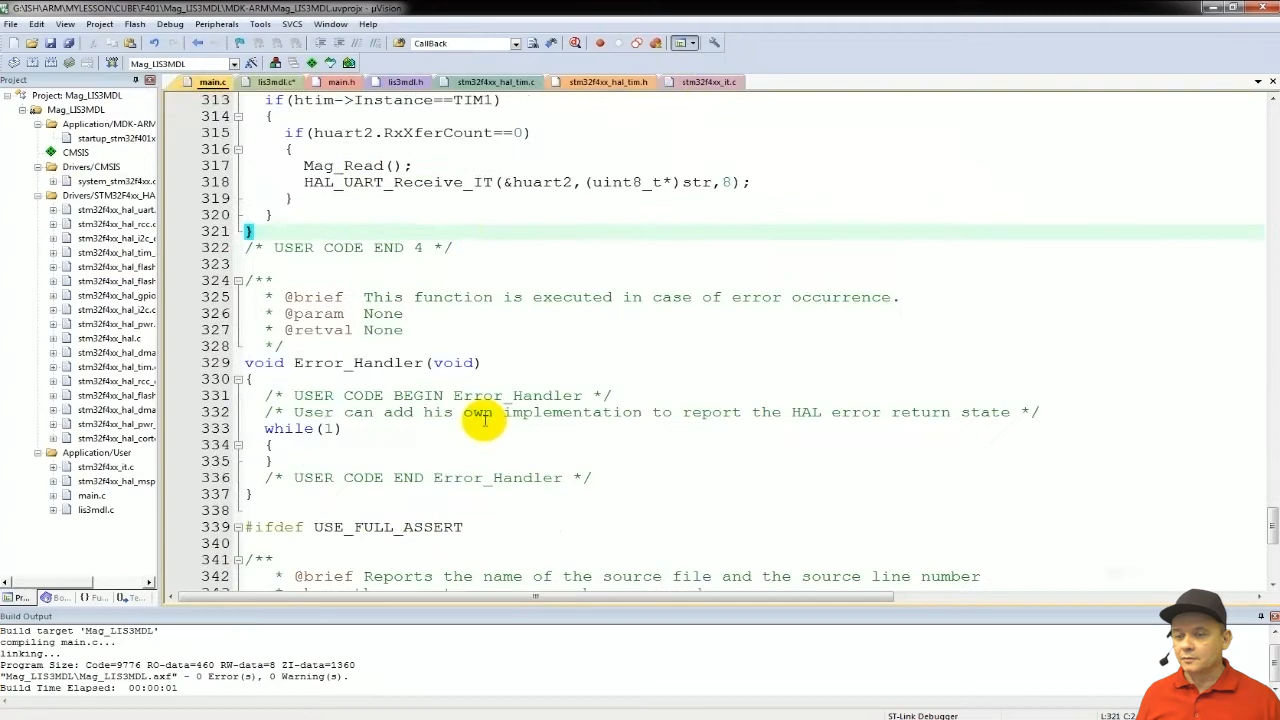 G:\ISH\ARM\MYLESSON\CUBE\F401\Mag_LIS3MDL\MDK-ARM\Mag_LIS3MDL.uvprojx - µVision
File Edit View Project Flash Debug Peripherals Tools SVCS Window Help
CallBack
Mag_LIS3MDL
Project
main.c lis3mdl.c* main.h lis3mdl.h stm32f4xx_hal_tim.c stm32f4xx_hal_tim.h stm32f4xx_it.c
Project: Mag_LIS3MDL
Mag_LIS3MDL
Application/MDK-ARM
startup_stm32f401x
CMSIS
Drivers/CMSIS
system_stm32f4xx.c
Drivers/STM32F4xx_HA
stm32f4xx_hal_uart.
stm32f4xx_hal_rcc.c
stm32f4xx_hal_i2c_e
stm32f4xx_hal_tim_
stm32f4xx_hal_flash
stm32f4xx_hal_flash
stm32f4xx_hal_gpio
stm32f4xx_hal_i2c.c
stm32f4xx_hal_pwr.
stm32f4xx_hal.c
stm32f4xx_hal_dma
stm32f4xx_hal_tim.c
stm32f4xx_hal_rcc_
stm32f4xx_hal_flash
stm32f4xx_hal_dma
stm32f4xx_hal_pwr_
stm32f4xx_hal_cort
Application/User
stm32f4xx_it.c
stm32f4xx_hal_msp
main.c
lis3mdl.c
Pr... Bo... {} Fu... Te...
313 if(htim->Instance==TIM1)
314 {
315 if(huart2.RxXferCount==0)
316 {
317 Mag_Read();
318 HAL_UART_Receive_IT(&huart2,(uint8_t*)str,8);
319 }
320 }
321 }
322 /* USER CODE END 4 */
323
324 /**
325 * @brief This function is executed in case of error occurrence.
326 * @param None
327 * @retval None
328 */
329 void Error_Handler(void)
330 {
331 /* USER CODE BEGIN Error_Handler */
332 /* User can add his own implementation to report the HAL error return state */
333 while(1)
334 {
335 }
336 /* USER CODE END Error_Handler */
337 }
338
339 #ifdef USE_FULL_ASSERT
340
341 /**
342 * @brief Reports the name of the source file and the source line number
Build Output
Build target 'Mag_LIS3MDL'
compiling main.c...
linking...
Program Size: Code=9776 RO-data=460 RW-data=8 ZI-data=1360
"Mag_LIS3MDL\Mag_LIS3MDL.axf" - 0 Error(s), 0 Warning(s).
Build Time Elapsed: 00:00:01
ST-Link Debugger
L:321 C:2